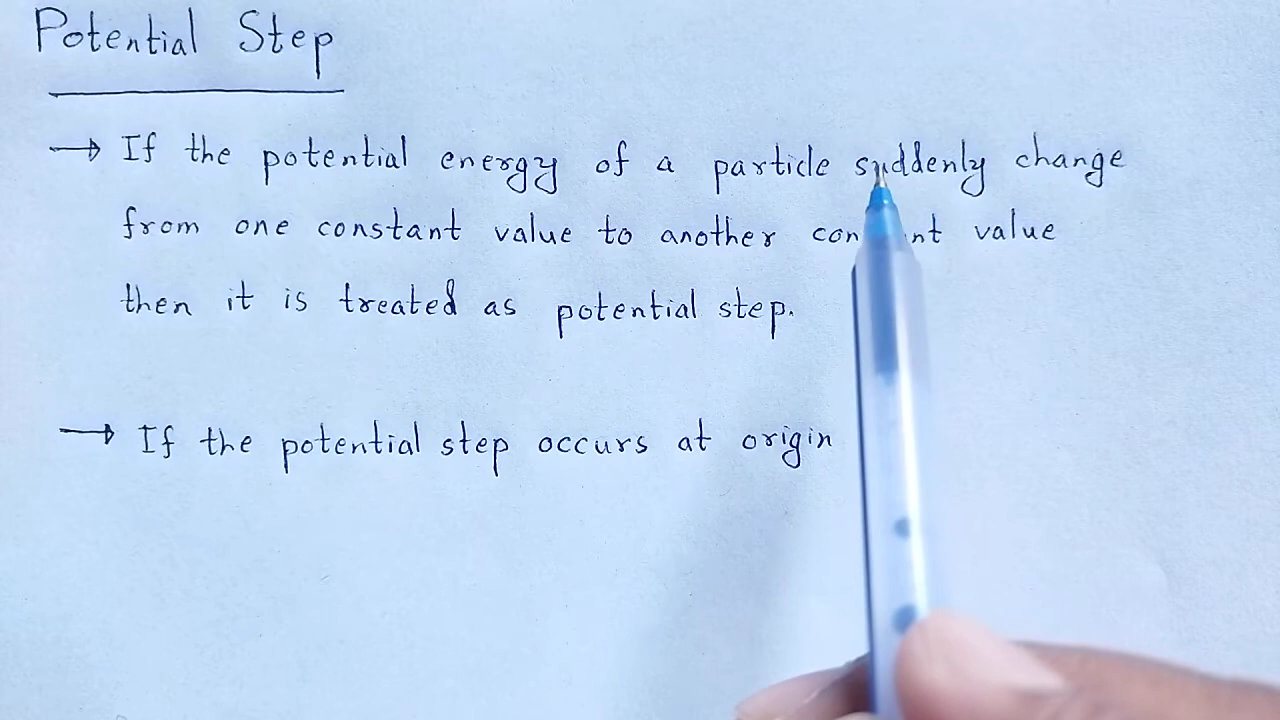 Potential Step
→ If the potential energy of a particle suddenly change
from one constant value to another constant value
then it is treated as potential step.
→ If the potential step occurs at origin